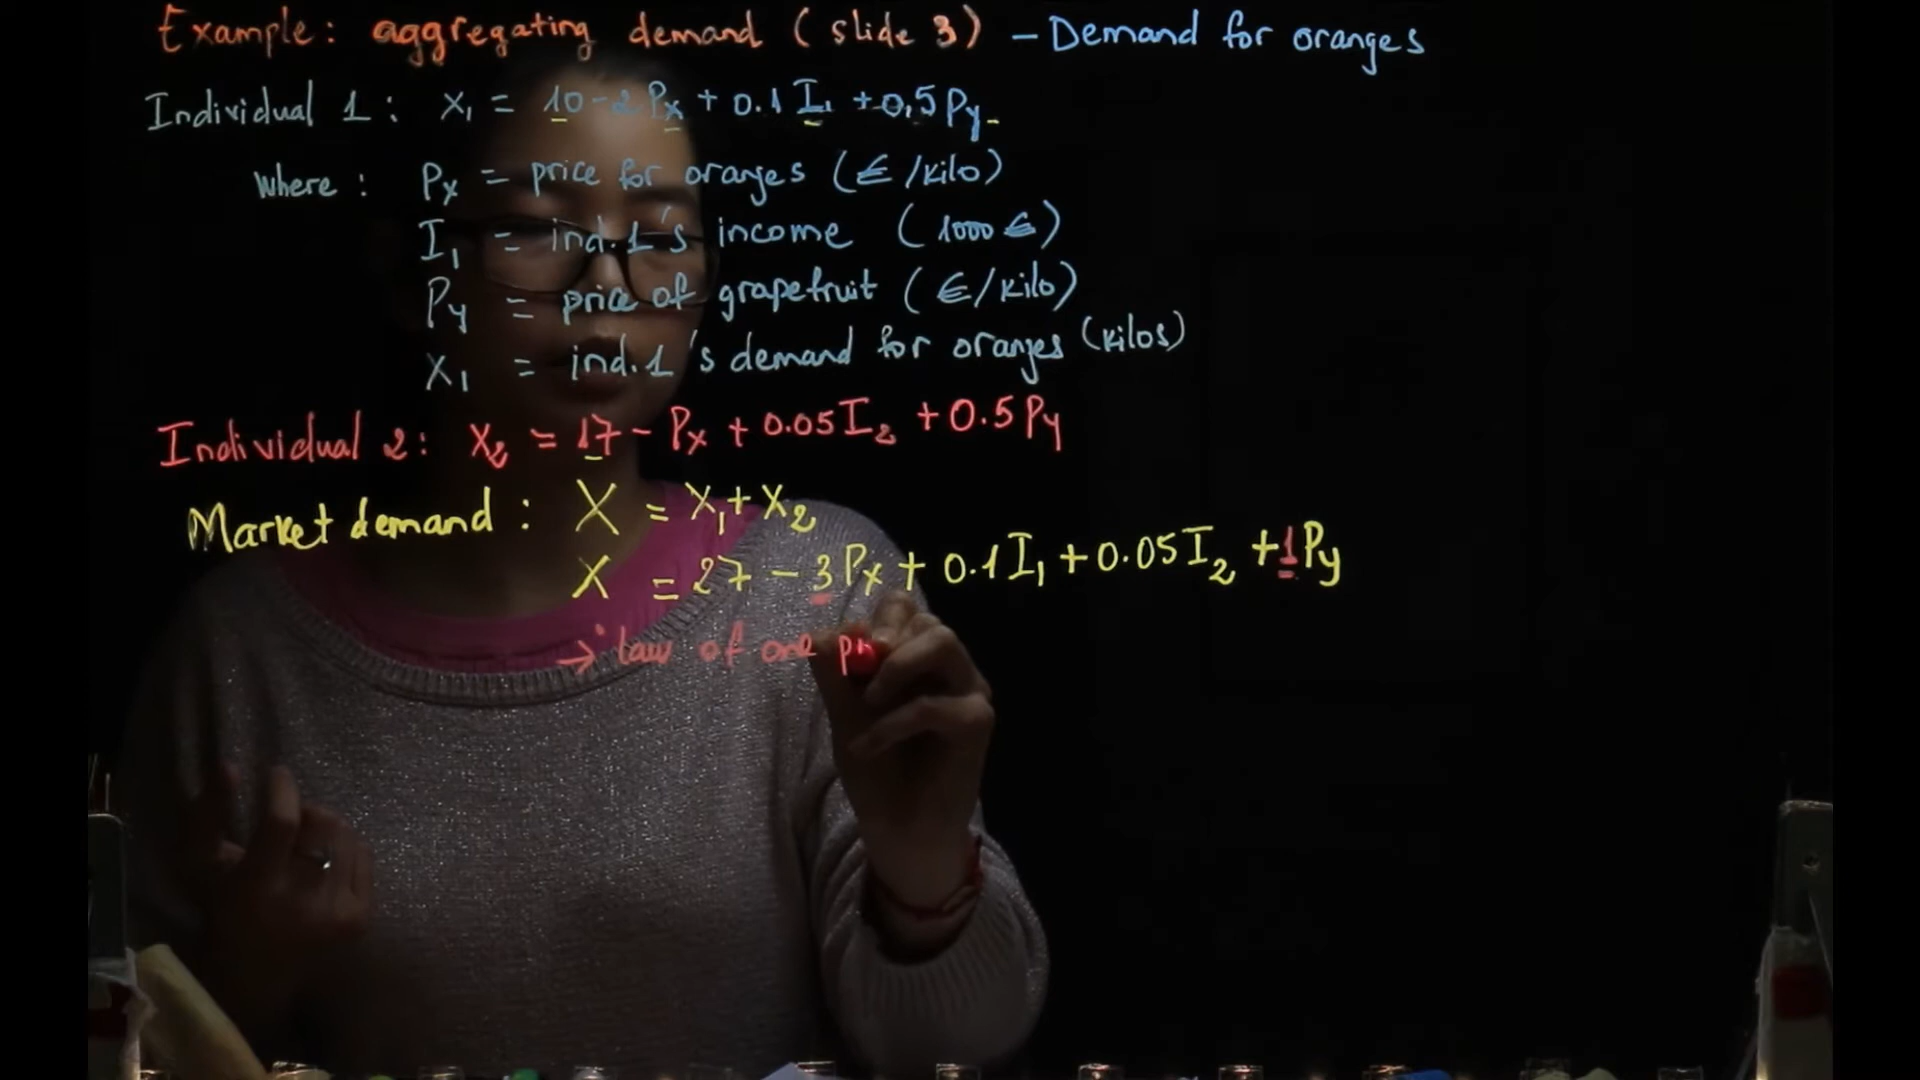 Example: aggregating demand (slide 3) – Demand for oranges
Individual 1: X₁ = 10 - 2Px + 0.1 I₁ + 0,5 Py
Where: Px = price for oranges (€/kilo)
I₁ = ind.1's income (1000 €)
Py = price of grapefruit (€/kilo)
X₁ = ind.1's demand for oranges (kilos)
Individual 2: X₂ = 17 - Px + 0.05 I₂ + 0.5 Py
Market demand: X = X₁ + X₂
X = 27 - 3Px + 0.1 I₁ + 0.05 I₂ + 1Py
→ law of one